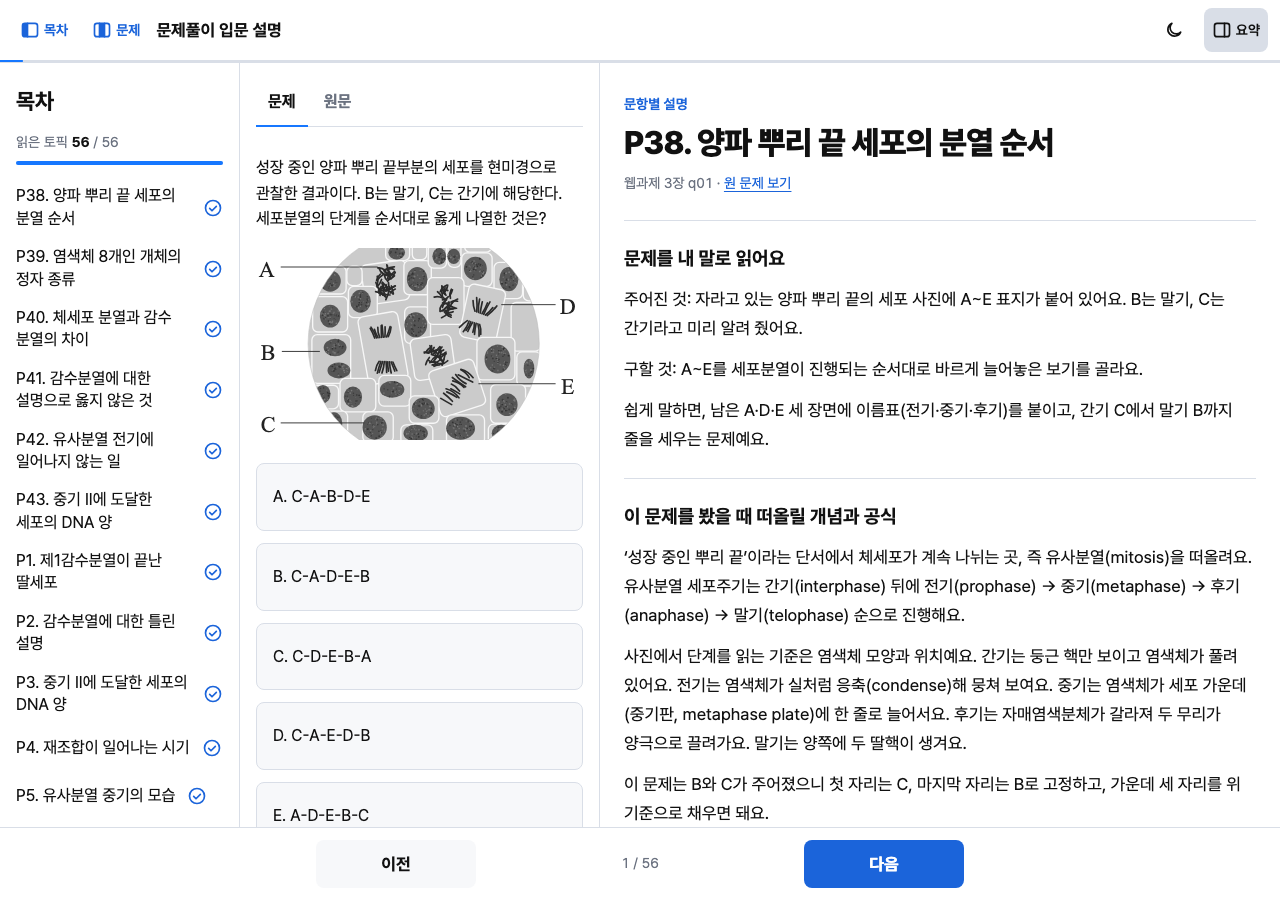 목차
문제
문제풀이 입문 설명
요약
목차
읽은 토픽 56 / 56
P38. 양파 뿌리 끝 세포의
분열 순서
P39. 염색체 8개인 개체의
정자 종류
P40. 체세포 분열과 감수
분열의 차이
P41. 감수분열에 대한
설명으로 옳지 않은 것
P42. 유사분열 전기에
일어나지 않는 일
P43. 중기 II에 도달한
세포의 DNA 양
P1. 제1감수분열이 끝난
딸세포
P2. 감수분열에 대한 틀린
설명
P3. 중기 II에 도달한 세포의
DNA 양
P4. 재조합이 일어나는 시기
P5. 유사분열 중기의 모습
문제
원문
성장 중인 양파 뿌리 끝부분의 세포를 현미경으로
관찰한 결과이다. B는 말기, C는 간기에 해당한다.
세포분열의 단계를 순서대로 옳게 나열한 것은?
A
D
B
E
C
A. C-A-B-D-E
B. C-A-D-E-B
C. C-D-E-B-A
D. C-A-E-D-B
E. A-D-E-B-C
문항별 설명
P38. 양파 뿌리 끝 세포의 분열 순서
웹과제 3장 q01 · 원 문제 보기
문제를 내 말로 읽어요
주어진 것: 자라고 있는 양파 뿌리 끝의 세포 사진에 A~E 표지가 붙어 있어요. B는 말기, C는
간기라고 미리 알려 줬어요.
구할 것: A~E를 세포분열이 진행되는 순서대로 바르게 늘어놓은 보기를 골라요.
쉽게 말하면, 남은 A·D·E 세 장면에 이름표(전기·중기·후기)를 붙이고, 간기 C에서 말기 B까지
줄을 세우는 문제예요.
이 문제를 봤을 때 떠올릴 개념과 공식
‘성장 중인 뿌리 끝’이라는 단서에서 체세포가 계속 나뉘는 곳, 즉 유사분열(mitosis)을 떠올려요.
유사분열 세포주기는 간기(interphase) 뒤에 전기(prophase) → 중기(metaphase) → 후기
(anaphase) → 말기(telophase) 순으로 진행해요.
사진에서 단계를 읽는 기준은 염색체 모양과 위치예요. 간기는 둥근 핵만 보이고 염색체가 풀려
있어요. 전기는 염색체가 실처럼 응축(condense)해 뭉쳐 보여요. 중기는 염색체가 세포 가운데
(중기판, metaphase plate)에 한 줄로 늘어서요. 후기는 자매염색분체가 갈라져 두 무리가
양극으로 끌려가요. 말기는 양쪽에 두 딸핵이 생겨요.
이 문제는 B와 C가 주어졌으니 첫 자리는 C, 마지막 자리는 B로 고정하고, 가운데 세 자리를 위
기준으로 채우면 돼요.
이전
1 / 56
다음